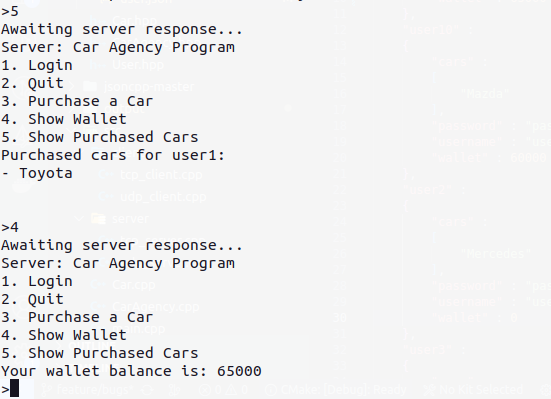 >5
Awaiting server response...
Server: Car Agency Program
1. Login
2. Quit
3. Purchase a Car
4. Show Wallet
5. Show Purchased Cars
Purchased cars for user1:
- Toyota
>4
Awaiting server response...
Server: Car Agency Program
1. Login
2. Quit
3. Purchase a Car
4. Show Wallet
5. Show Purchased Cars
Your wallet balance is: 65000
>